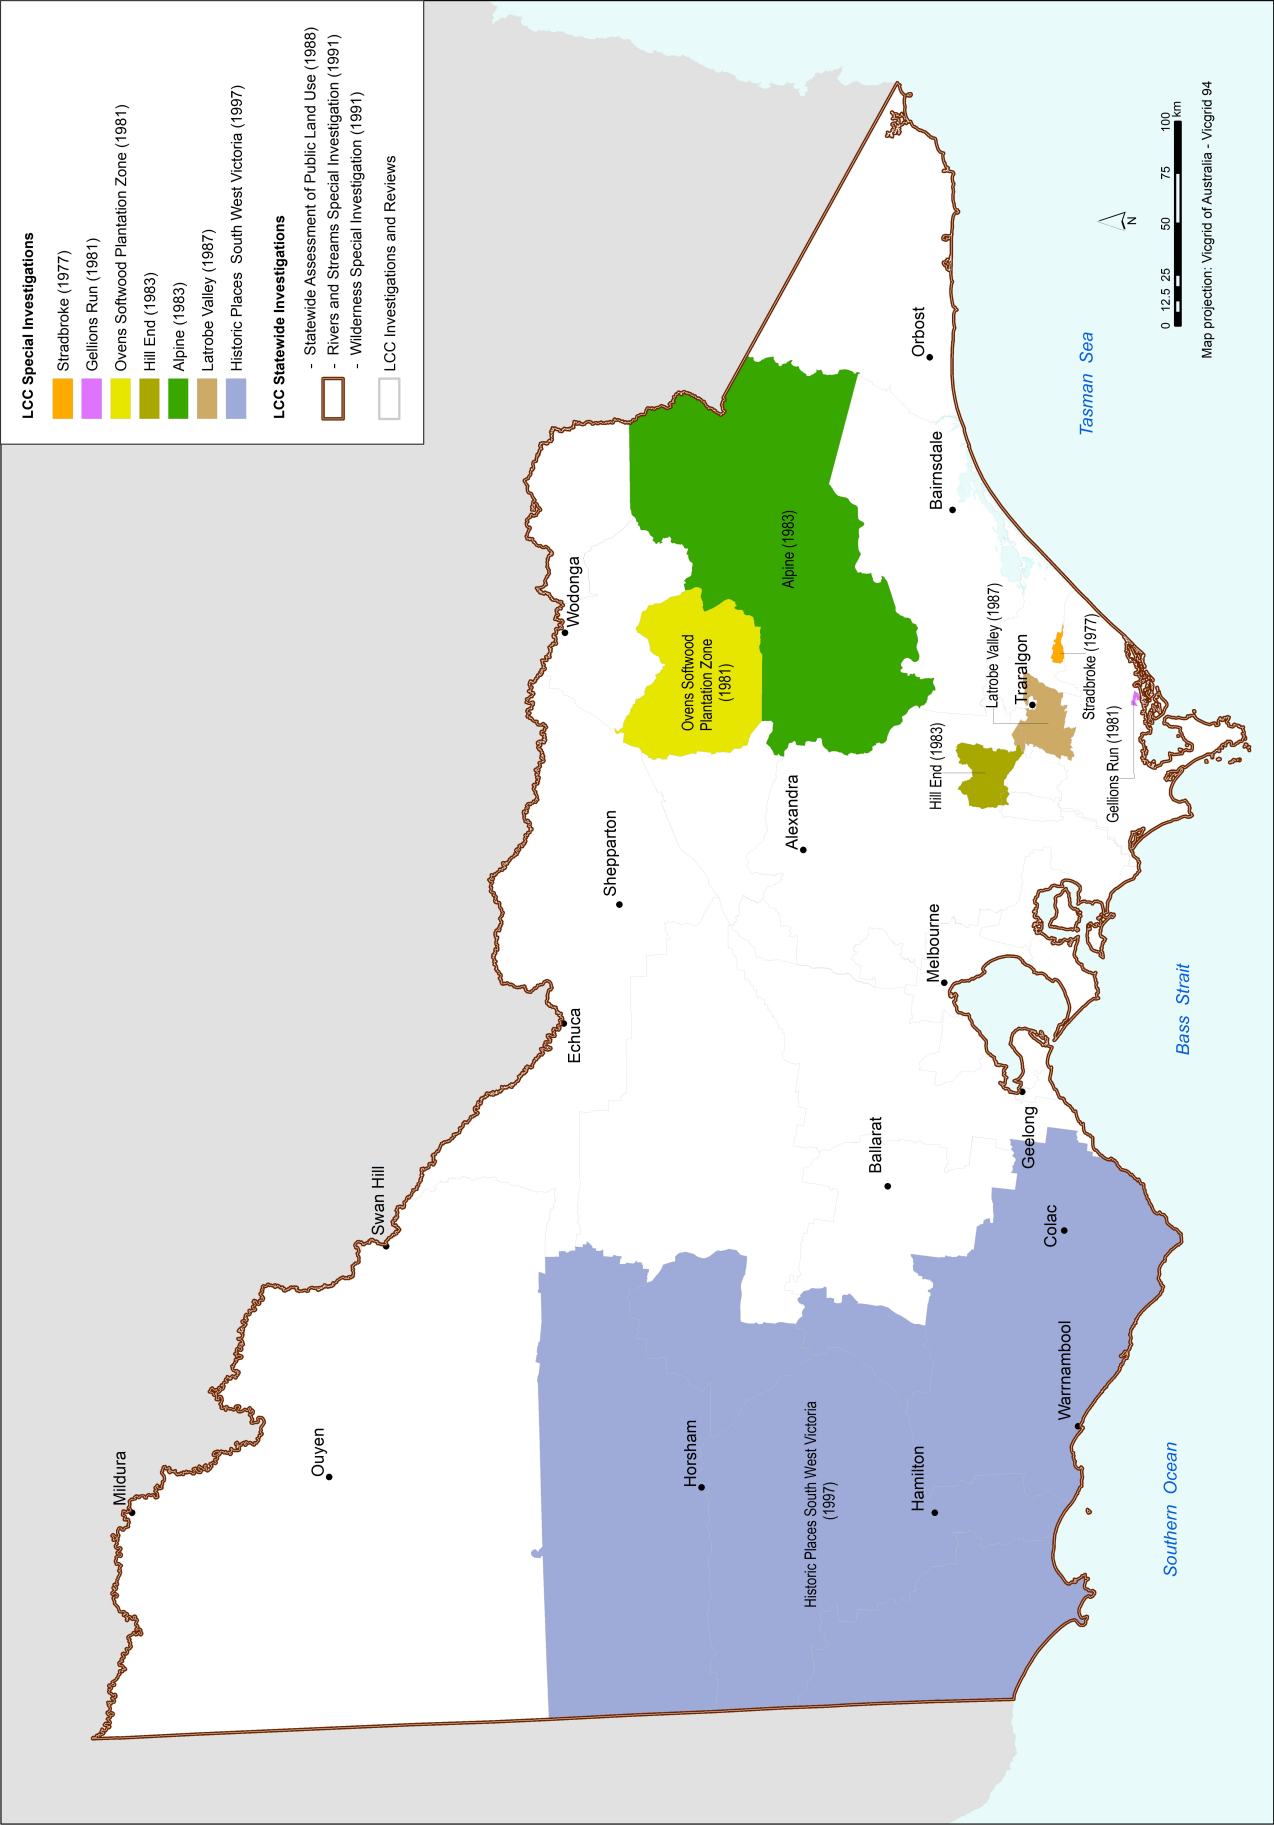 LCC Special Investigations
Stradbroke (1977)
Gellions Run (1981)
Ovens Softwood Plantation Zone (1981)
Hill End (1983)
Alpine (1983)
Latrobe Valley (1987)
Historic Places South West Victoria (1997)
LCC Statewide Investigations
- Statewide Assessment of Public Land Use (1988)
- Rivers and Streams Special Investigation (1991)
- Wilderness Special Investigation (1991)
LCC Investigations and Reviews
Mildura
Ouyen
Swan Hill
Echuca
Wodonga
Shepparton
Horsham
Ovens Softwood
Plantation Zone
(1981)
Alpine (1983)
Alexandra
Historic Places South West Victoria
(1997)
Ballarat
Hamilton
Melbourne
Hill End (1983)
Bairnsdale
Orbost
Latrobe Valley (1987)
Traralgon
Geelong
Colac
Warrnambool
Stradbroke (1977)
Gellions Run (1981)
Tasman Sea
Bass Strait
Southern Ocean
N
0 12.5 25 50 75 100
km
Map projection: Vicgrid of Australia - Vicgrid 94